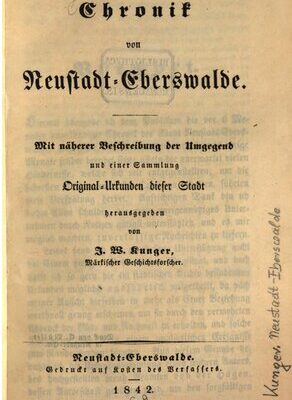 Chronik
von
Neustadt-Eberswalde.
Mit näherer Beschreibung der Umgegend
und einer Sammlung
Original-Urkunden dieser Stadt
herausgegeben
von
J. W. Kunger,
Märkischer Geschichtsforscher.
Neustadt-Eberswalde.
Gedruckt auf Kosten des Verfassers.
1842.
Kunger, Neustadt-Eberswalde